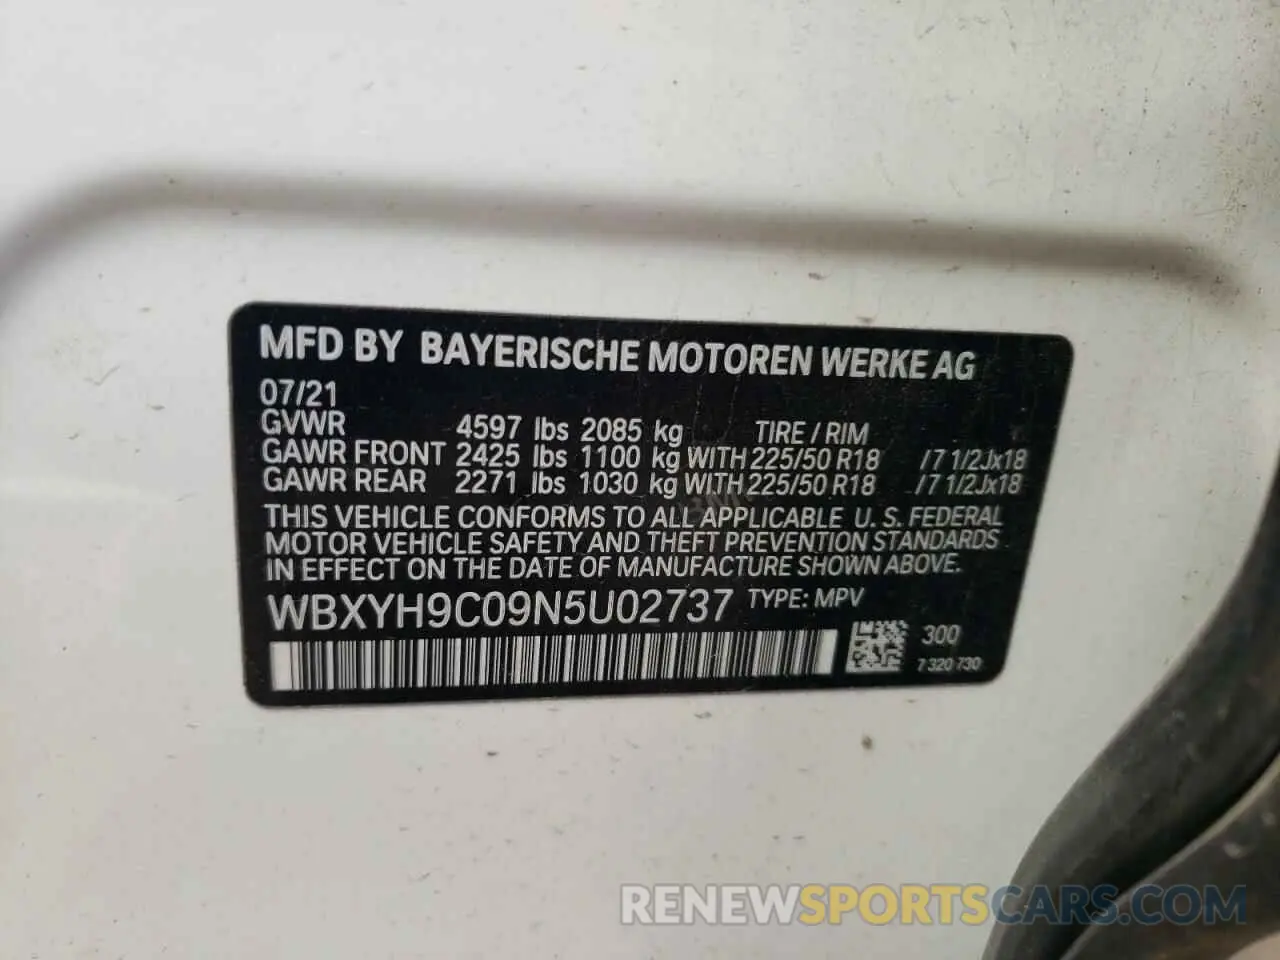 MFD BY BAYERISCHE MOTOREN WERKE AG
07/21
GVWR 4597 lbs 2085 kg TIRE / RIM
GAWR FRONT 2425 lbs 1100 kg WITH 225/50 R18 /7 1/2Jx18
GAWR REAR 2271 lbs 1030 kg WITH 225/50 R18 /7 1/2Jx18
THIS VEHICLE CONFORMS TO ALL APPLICABLE U. S. FEDERAL
MOTOR VEHICLE SAFETY AND THEFT PREVENTION STANDARDS
IN EFFECT ON THE DATE OF MANUFACTURE SHOWN ABOVE.
WBXYH9C09N5U02737 TYPE: MPV
300
7 320 730
RENEWSPORTSCARS.COM